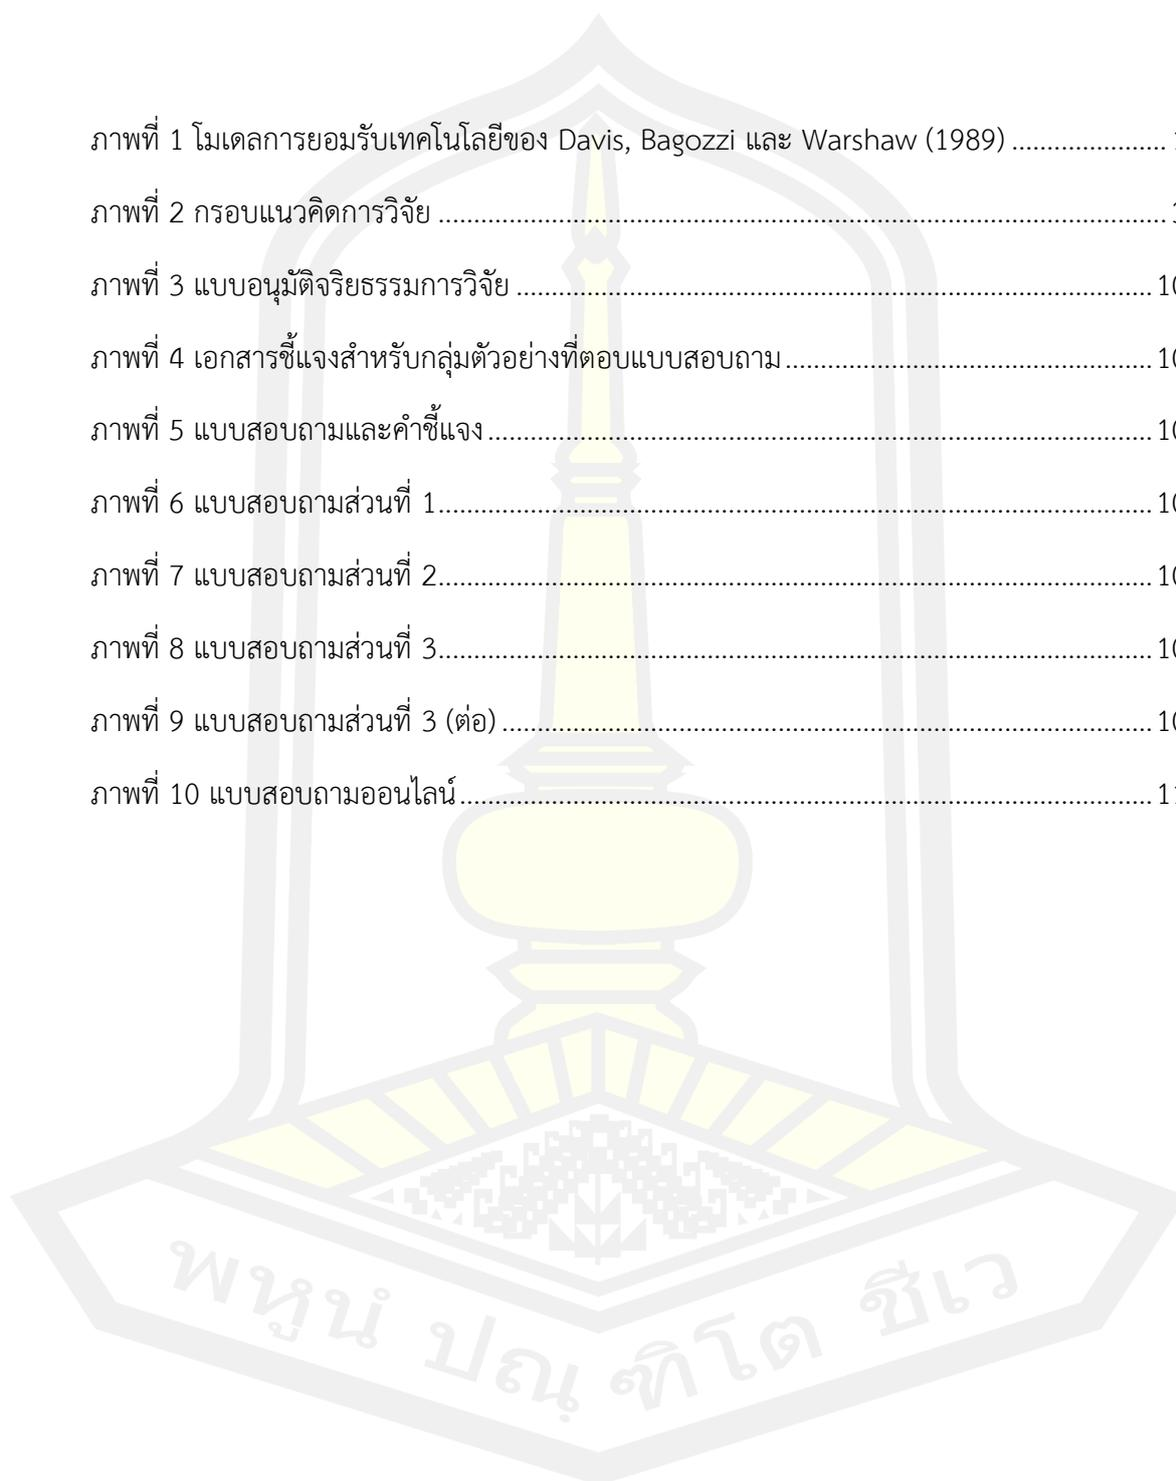 ภาพที่ 1 โมเดลการยอมรับเทคโนโลยีของ Davis, Bagozzi และ Warshaw (1989) ......................
ภาพที่ 2 กรอบแนวคิดการวิจัย ......................................................................................................
ภาพที่ 3 แบบอนุมัติจริยธรรมการวิจัย .......................................................................................... 10
ภาพที่ 4 เอกสารชี้แจงสำหรับกลุ่มตัวอย่างที่ตอบแบบสอบถาม .................................................... 10
ภาพที่ 5 แบบสอบถามและคำชี้แจง .............................................................................................. 10
ภาพที่ 6 แบบสอบถามส่วนที่ 1..................................................................................................... 10
ภาพที่ 7 แบบสอบถามส่วนที่ 2..................................................................................................... 10
ภาพที่ 8 แบบสอบถามส่วนที่ 3..................................................................................................... 10
ภาพที่ 9 แบบสอบถามส่วนที่ 3 (ต่อ) ............................................................................................ 10
ภาพที่ 10 แบบสอบถามออนไลน์ .................................................................................................. 11
พหูนํ ปณฺฑิโต ชีเว